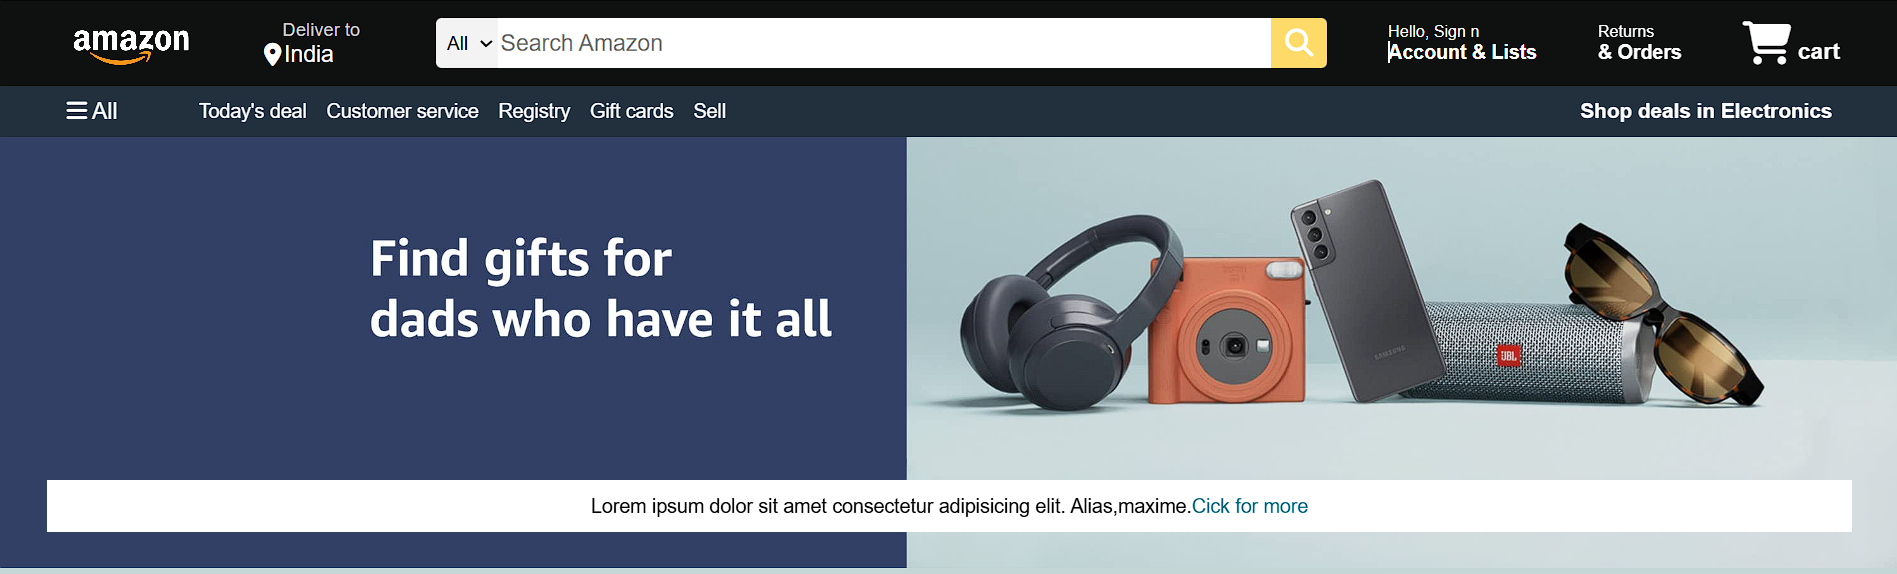 amazon
Deliver to
India
All
Search Amazon
Hello, Sign n
Account & Lists
Returns
& Orders
cart
All
Today's deal
Customer service
Registry
Gift cards
Sell
Shop deals in Electronics
Find gifts for
dads who have it all
SAMSUNG
JBL
Lorem ipsum dolor sit amet consectetur adipisicing elit. Alias,maxime.Cick for more